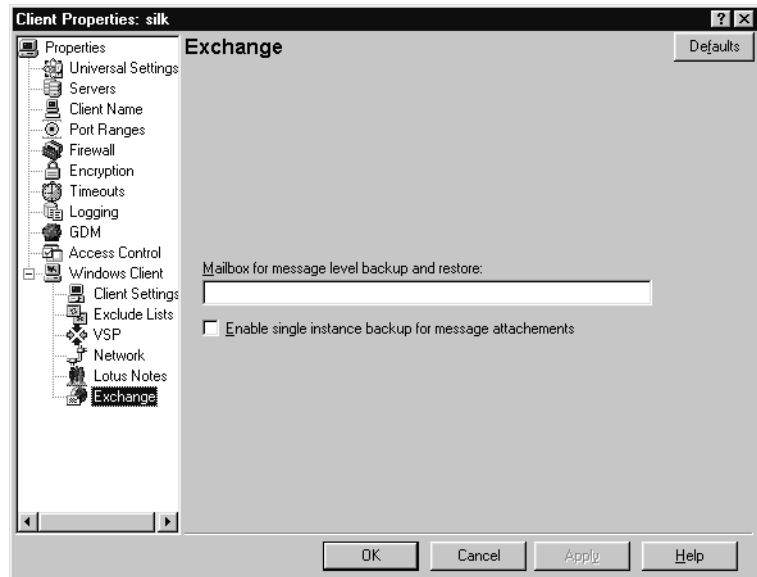 Client Properties: silk
Properties
Universal Settings
Servers
Client Name
Port Ranges
Firewall
Encryption
Timeouts
Logging
GDM
Access Control
Windows Client
Client Settings
Exclude Lists
VSP
Network
Lotus Notes
Exchange
Exchange
Defaults
Mailbox for message level backup and restore:
Enable single instance backup for message attachements
OK
Cancel
Apply
Help